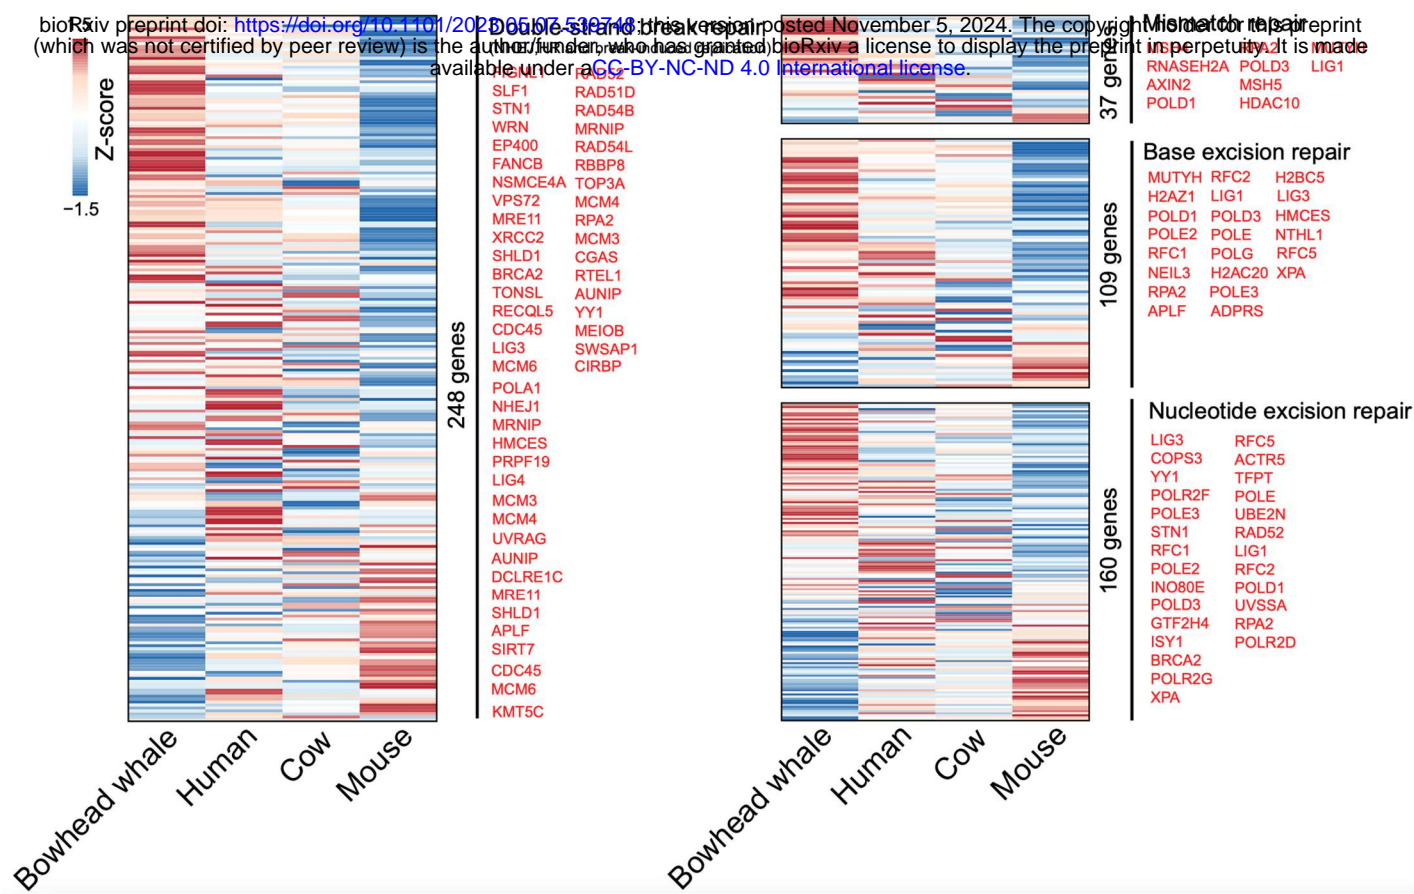 bioRxiv preprint doi: https://doi.org/10.1101/2023.05.07.539748; this version posted November 5, 2024. The copyright holder for this preprint
(which was not certified by peer review) is the author/funder, who has granted bioRxiv a license to display the preprint in perpetuity. It is made
available under a CC-BY-NC-ND 4.0 International license.
1.5
Z-score
−1.5
Double-strand break repair
248 genes
RAD52
SLF1 RAD51D
STN1 RAD54B
WRN MRNIP
EP400 RAD54L
FANCB RBBP8
NSMCE4A TOP3A
VPS72 MCM4
MRE11 RPA2
XRCC2 MCM3
SHLD1 CGAS
BRCA2 RTEL1
TONSL AUNIP
RECQL5 YY1
CDC45 MEIOB
LIG3 SWSAP1
MCM6 CIRBP
POLA1
NHEJ1
MRNIP
HMCES
PRPF19
LIG4
MCM3
MCM4
UVRAG
AUNIP
DCLRE1C
MRE11
SHLD1
APLF
SIRT7
CDC45
MCM6
KMT5C
Bowhead whale
Human
Cow
Mouse
Mismatch repair
37 genes
RPA2
RNASEH2A POLD3 LIG1
AXIN2 MSH5
POLD1 HDAC10
Base excision repair
109 genes
MUTYH RFC2 H2BC5
H2AZ1 LIG1 LIG3
POLD1 POLD3 HMCES
POLE2 POLE NTHL1
RFC1 POLG RFC5
NEIL3 H2AC20 XPA
RPA2 POLE3
APLF ADPRS
Nucleotide excision repair
160 genes
LIG3 RFC5
COPS3 ACTR5
YY1 TFPT
POLR2F POLE
POLE3 UBE2N
STN1 RAD52
RFC1 LIG1
POLE2 RFC2
INO80E POLD1
POLD3 UVSSA
GTF2H4 RPA2
ISY1 POLR2D
BRCA2
POLR2G
XPA
Bowhead whale
Human
Cow
Mouse